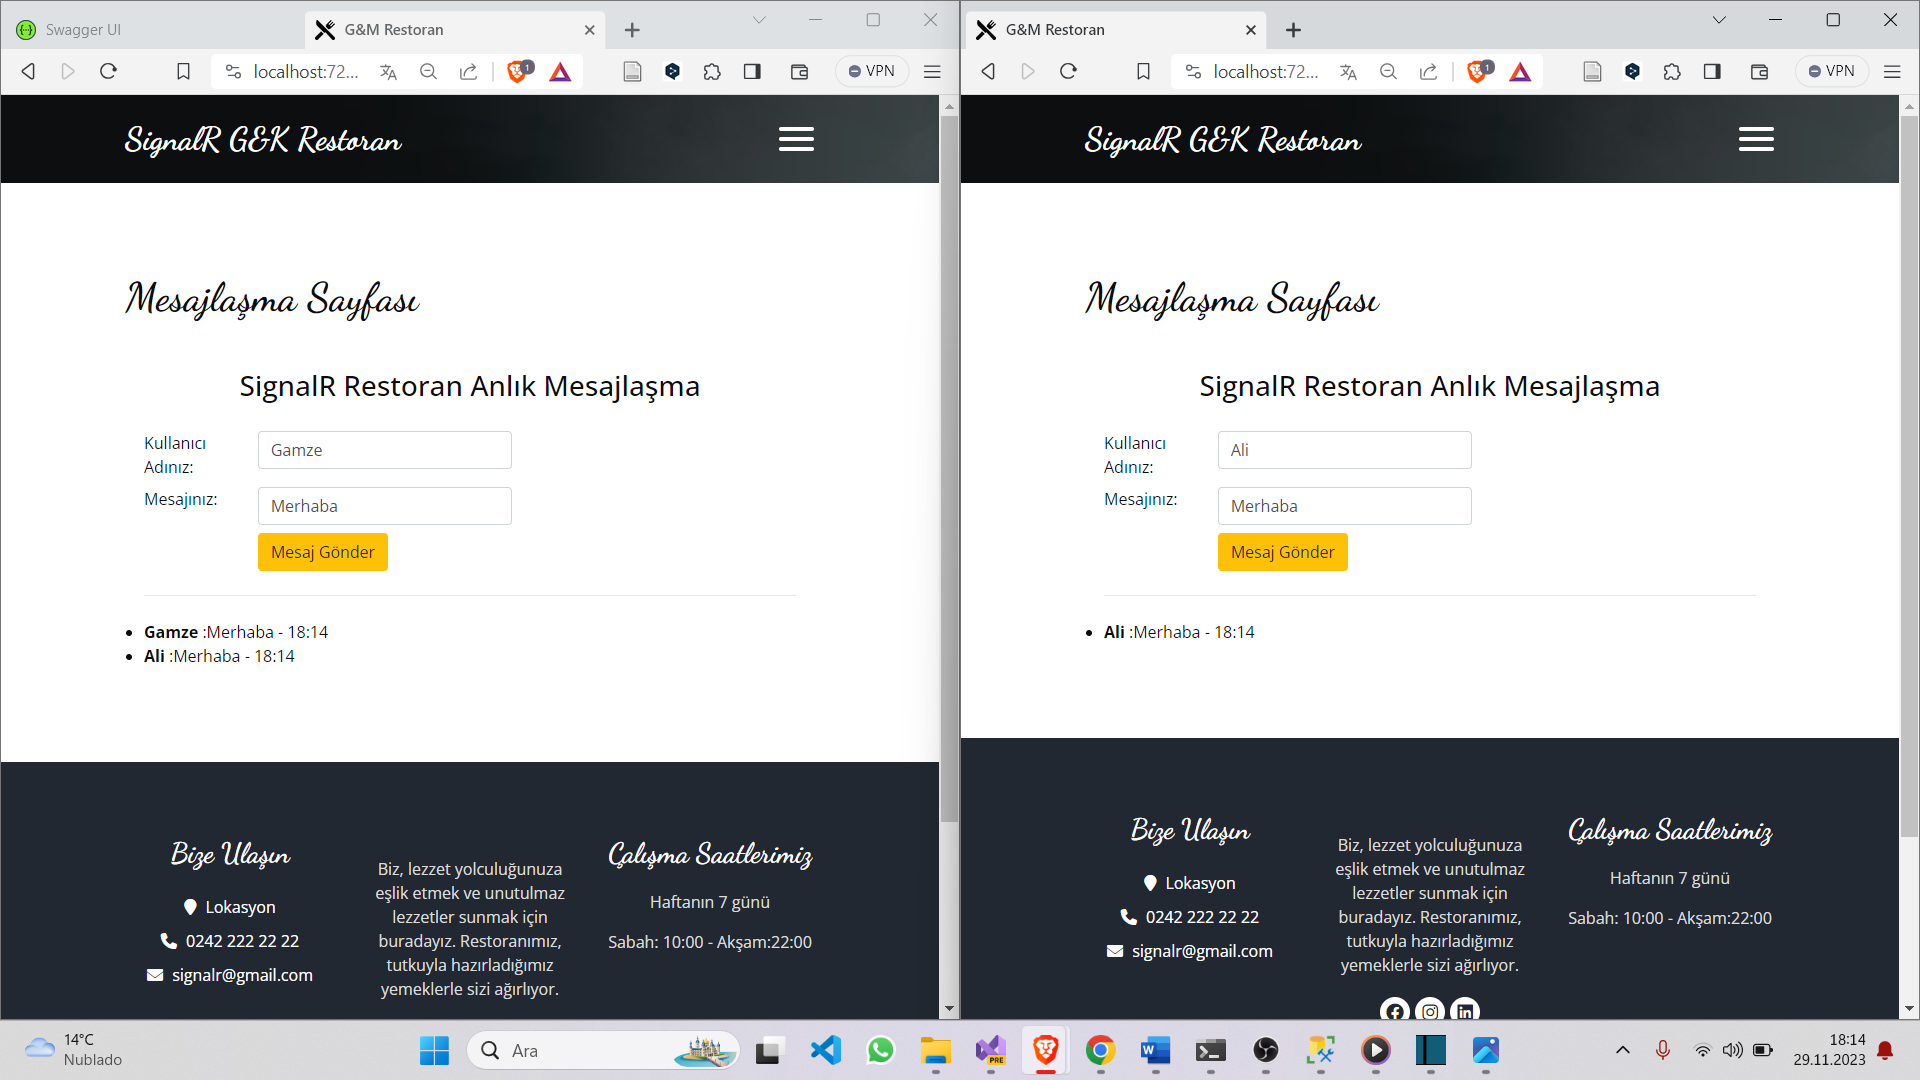 Swagger UI
G&M Restoran
localhost:72...
1
VPN
SignalR G&K Restoran
Mesajlaşma Sayfası
SignalR Restoran Anlık Mesajlaşma
Kullanıcı
Adınız:
Gamze
Mesajınız:
Merhaba
Mesaj Gönder
Gamze :Merhaba - 18:14
Ali :Merhaba - 18:14
Bize Ulaşın
Lokasyon
0242 222 22 22
signalr@gmail.com
Biz, lezzet yolculuğunuza
eşlik etmek ve unutulmaz
lezzetler sunmak için
buradayız. Restoranımız,
tutkuyla hazırladığımız
yemeklerle sizi ağırlıyor.
Çalışma Saatlerimiz
Haftanın 7 günü
Sabah: 10:00 - Akşam:22:00
G&M Restoran
localhost:72...
1
VPN
SignalR G&K Restoran
Mesajlaşma Sayfası
SignalR Restoran Anlık Mesajlaşma
Kullanıcı
Adınız:
Ali
Mesajınız:
Merhaba
Mesaj Gönder
Ali :Merhaba - 18:14
Bize Ulaşın
Lokasyon
0242 222 22 22
signalr@gmail.com
Biz, lezzet yolculuğunuza
eşlik etmek ve unutulmaz
lezzetler sunmak için
buradayız. Restoranımız,
tutkuyla hazırladığımız
yemeklerle sizi ağırlıyor.
Çalışma Saatlerimiz
Haftanın 7 günü
Sabah: 10:00 - Akşam:22:00
14°C
Nublado
Ara
PRE
18:14
29.11.2023